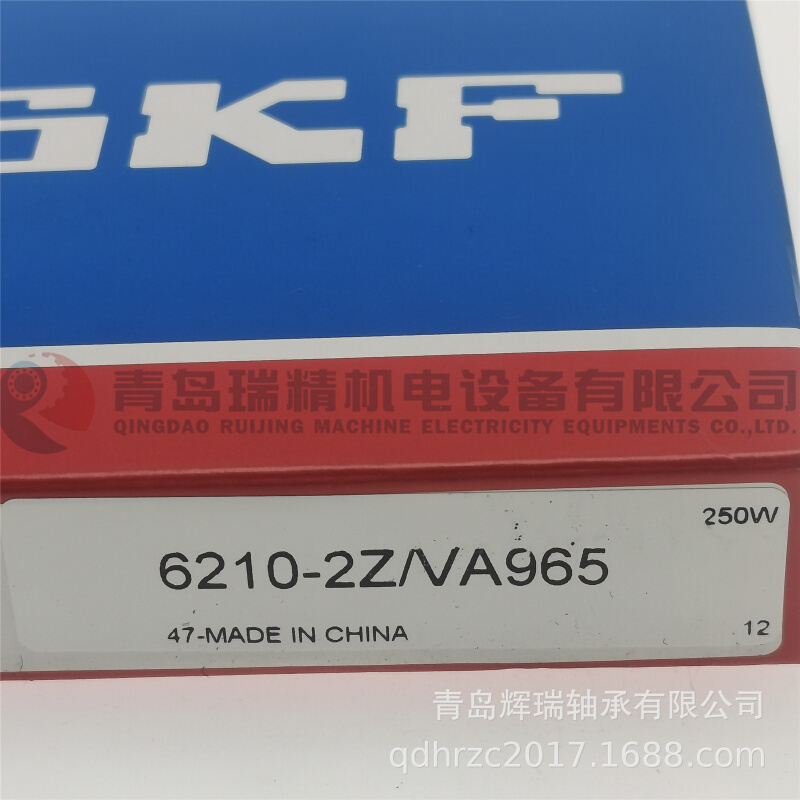 SKF
青岛瑞精机电设备有限公司
QINGDAO RUIJING MACHINE ELECTRICITY EQUIPMENTS CO.,LTD.
250W
6210-2Z/VA965
47-MADE IN CHINA
12
青岛辉瑞轴承有限公司
qdhrzc2017.1688.com